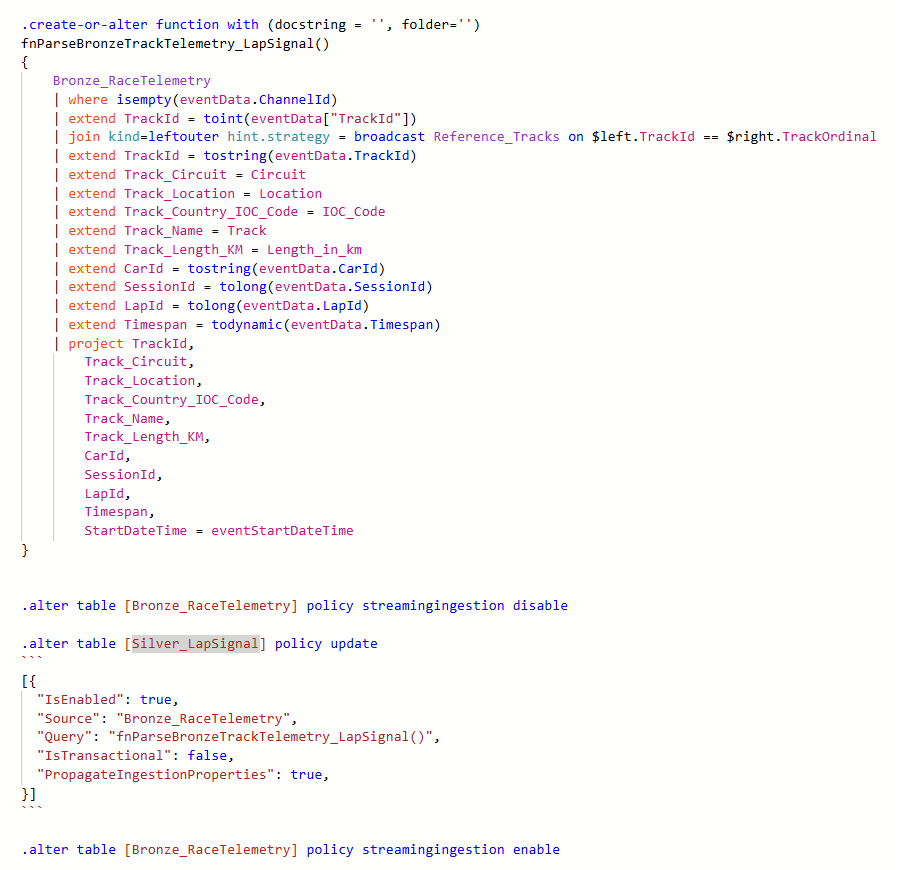 .create-or-alter function with (docstring = '', folder='')
fnParseBronzeTrackTelemetry_LapSignal()
{
    Bronze_RaceTelemetry
    | where isempty(eventData.ChannelId)
    | extend TrackId = toint(eventData["TrackId"])
    | join kind=leftouter hint.strategy = broadcast Reference_Tracks on $left.TrackId == $right.TrackOrdinal
    | extend TrackId = tostring(eventData.TrackId)
    | extend Track_Circuit = Circuit
    | extend Track_Location = Location
    | extend Track_Country_IOC_Code = IOC_Code
    | extend Track_Name = Track
    | extend Track_Length_KM = Length_in_km
    | extend CarId = tostring(eventData.CarId)
    | extend SessionId = tolong(eventData.SessionId)
    | extend LapId = tolong(eventData.LapId)
    | extend Timespan = todynamic(eventData.Timespan)
    | project TrackId,
        Track_Circuit,
        Track_Location,
        Track_Country_IOC_Code,
        Track_Name,
        Track_Length_KM,
        CarId,
        SessionId,
        LapId,
        Timespan,
        StartDateTime = eventStartDateTime
}
.alter table [Bronze_RaceTelemetry] policy streamingingestion disable
.alter table [Silver_LapSignal] policy update
```
[{
  "IsEnabled": true,
  "Source": "Bronze_RaceTelemetry",
  "Query": "fnParseBronzeTrackTelemetry_LapSignal()",
  "IsTransactional": false,
  "PropagateIngestionProperties": true,
}]
```
.alter table [Bronze_RaceTelemetry] policy streamingingestion enable